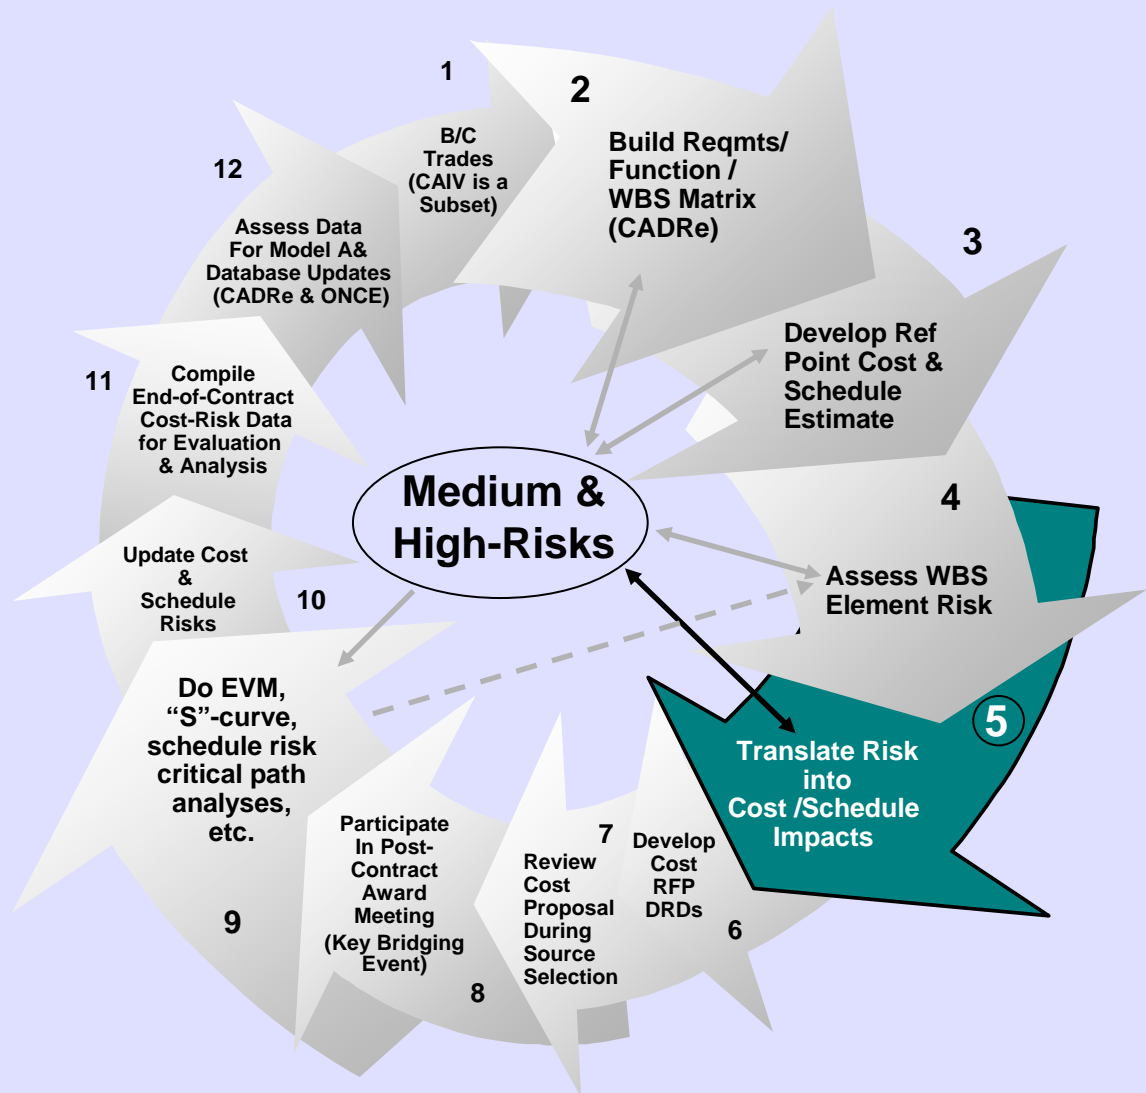 1
B/C
Trades
(CAIV is a
Subset)
2
Build Reqmts/
Function /
WBS Matrix
(CADRe)
3
Develop Ref
Point Cost &
Schedule
Estimate
4
Assess WBS
Element Risk
5
Translate Risk
into
Cost /Schedule
Impacts
6
Develop
Cost
RFP
DRDs
7
Review
Cost
Proposal
During
Source
Selection
8
Participate
In Post-
Contract
Award
Meeting
(Key Bridging
Event)
9
Do EVM,
“S”-curve,
schedule risk
critical path
analyses,
etc.
10
Update Cost
&
Schedule
Risks
11
Compile
End-of-Contract
Cost-Risk Data
for Evaluation
& Analysis
12
Assess Data
For Model A&
Database Updates
(CADRe & ONCE)
Medium &
High-Risks